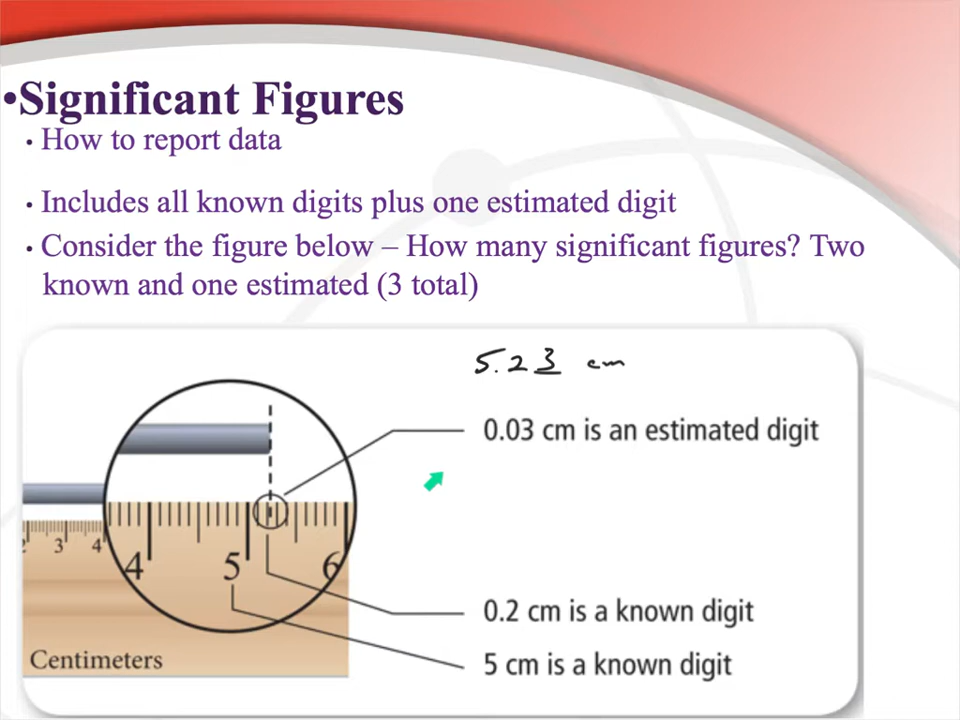 •Significant Figures
• How to report data
• Includes all known digits plus one estimated digit
• Consider the figure below – How many significant figures? Two
known and one estimated (3 total)
5.23 cm
0.03 cm is an estimated digit
3 4
4 5 6
0.2 cm is a known digit
Centimeters
5 cm is a known digit